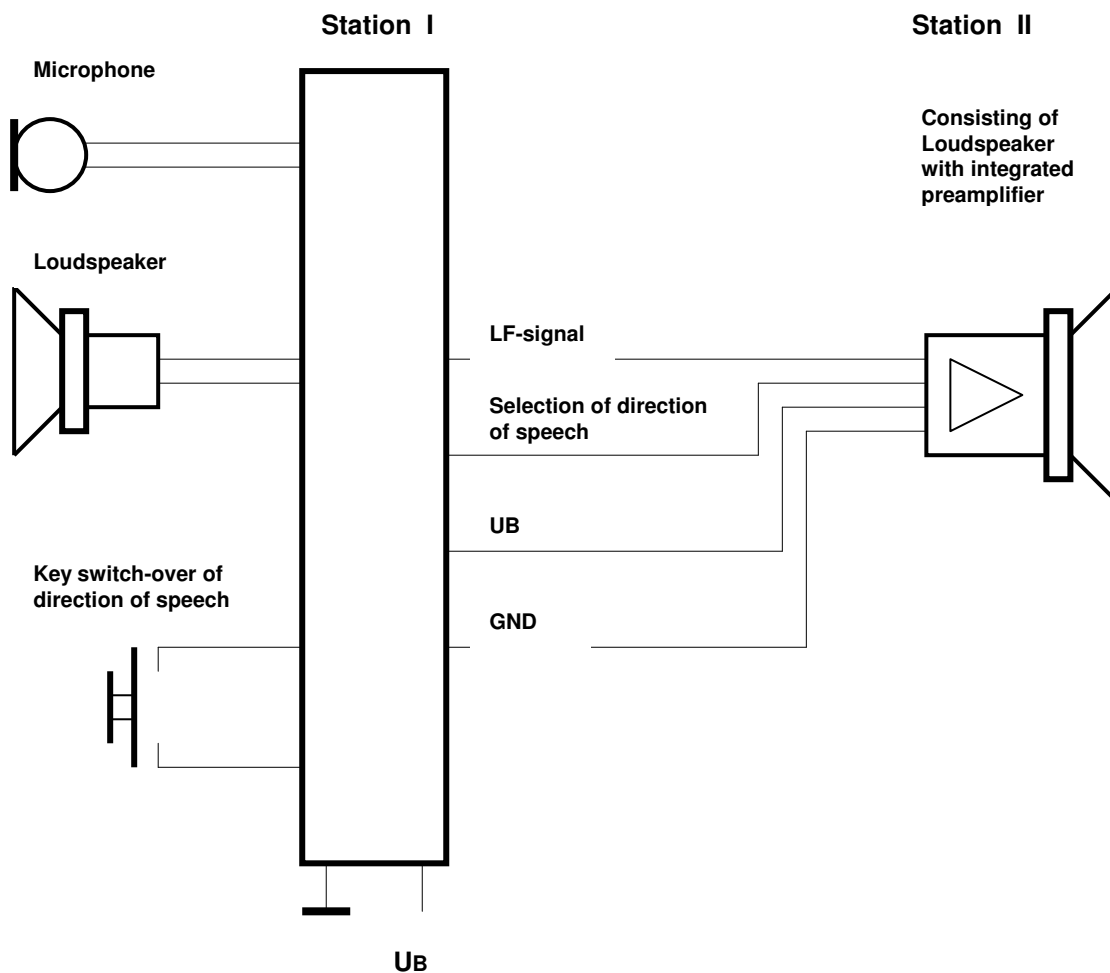 Station I
Station II
Microphone
Consisting of
Loudspeaker
with integrated
preamplifier
Loudspeaker
LF-signal
Selection of direction
of speech
UB
Key switch-over of
direction of speech
GND
UB